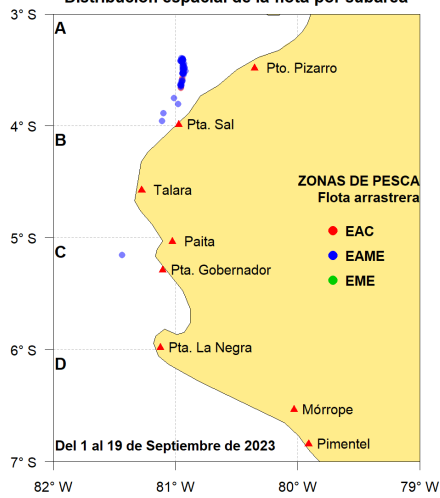 Distribución espacial de la flota por subárea
3° S
A
Pto. Pizarro
4° S
Pta. Sal
B
ZONAS DE PESCA
Talara
Flota arrastrera
EAC
5° S
Paita
C
EAME
Pta. Gobernador
EME
6° S
Pta. La Negra
D
Mórrope
Del 1 al 19 de Septiembre de 2023
Pimentel
7° S
82° W
81° W
80° W
79° W